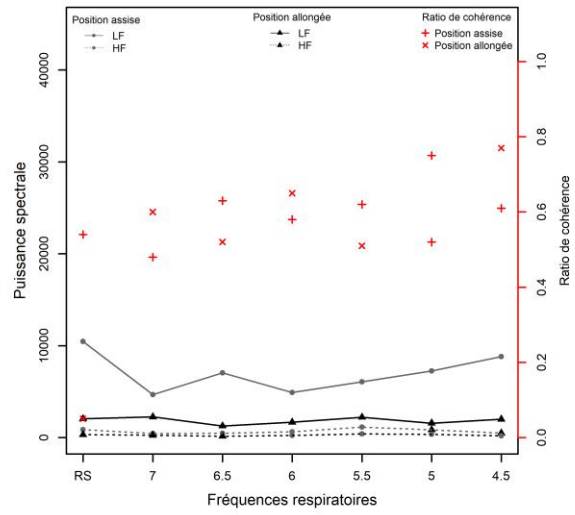 Position assise
LF
HF
Position allongée
LF
HF
Ratio de cohérence
Position assise
Position allongée
Puissance spectrale
40000
30000
20000
10000
0
1.0
0.8
0.6
0.4
0.2
0.0
Ratio de cohérence
RS 7 6.5 6 5.5 5 4.5
Fréquences respiratoires